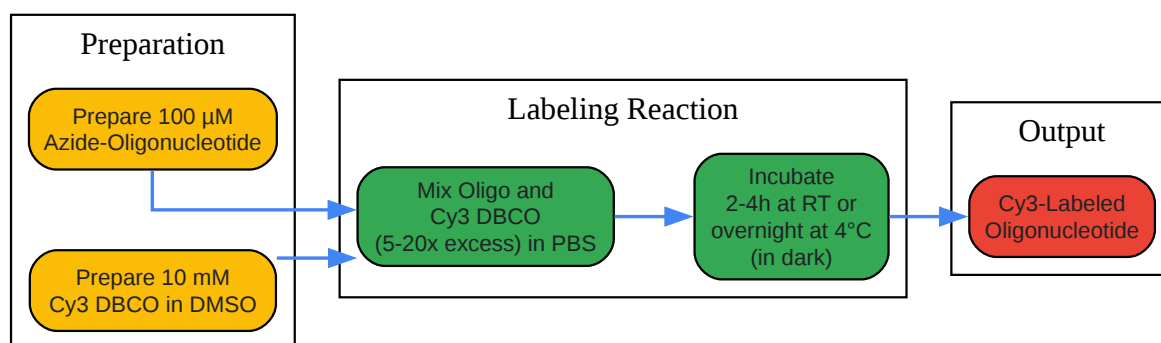 Preparation
Prepare 100 µM
Azide-Oligonucleotide
Prepare 10 mM
Cy3 DBCO in DMSO
Labeling Reaction
Mix Oligo and
Cy3 DBCO
(5-20x excess) in PBS
Incubate
2-4h at RT or
overnight at 4°C
(in dark)
Output
Cy3-Labeled
Oligonucleotide